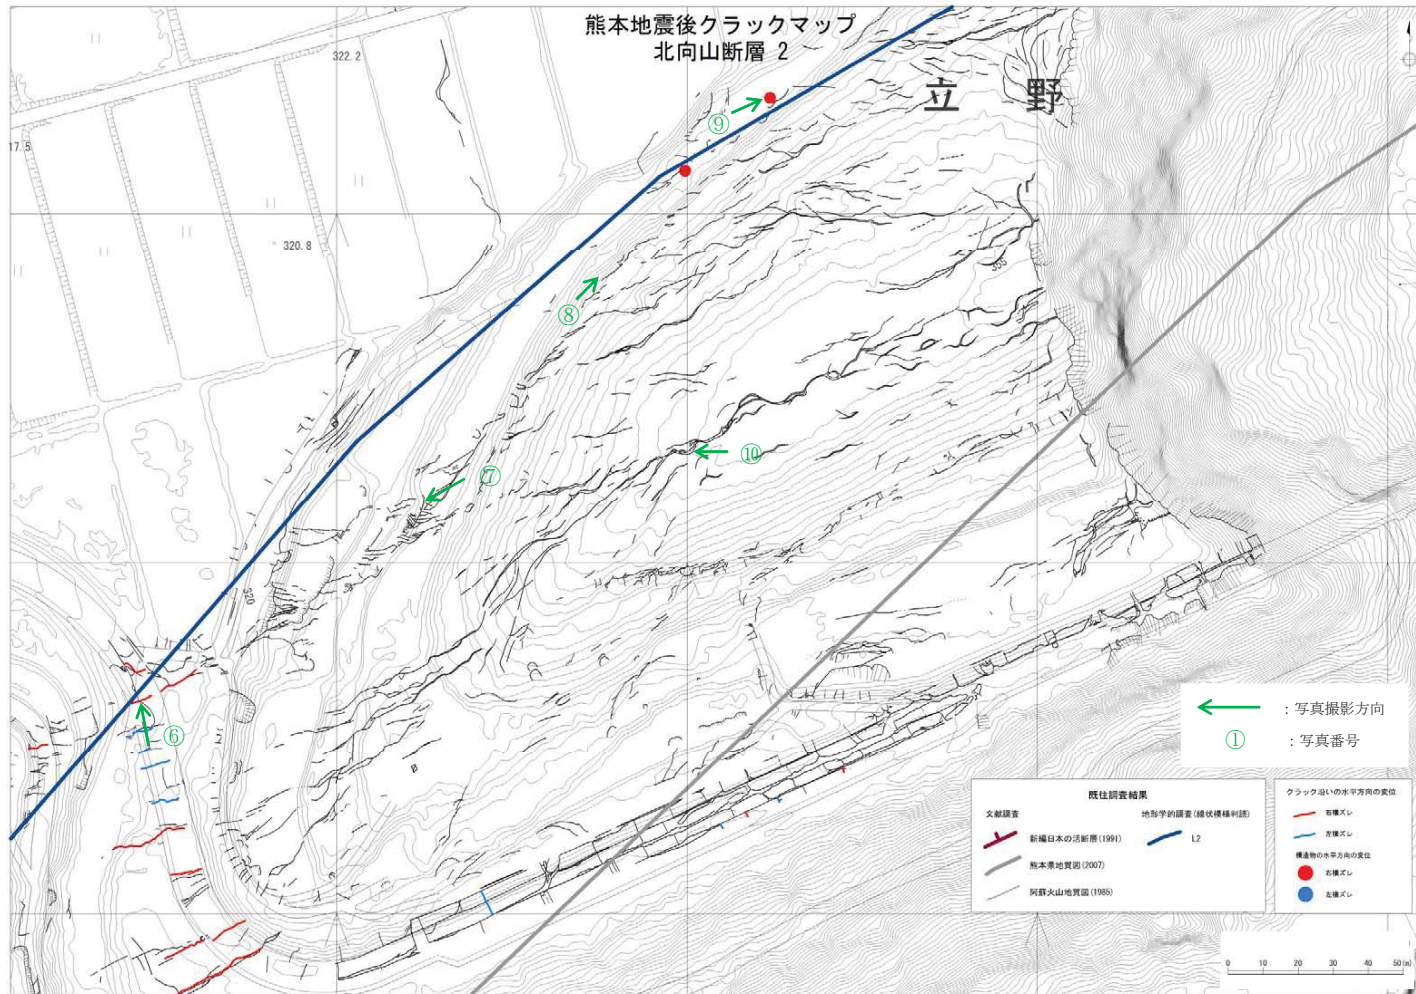 熊本地震後クラックマップ
北向山断層 2
322.2
立野
⑨
17.5
320.8
355
⑧
⑩
⑦
320
⑥
：写真撮影方向
① ：写真番号
既往調査結果
文献調査
地形学的調査(線状模様判読)
新編日本の活断層(1991)
L2
熊本県地質図(2007)
阿蘇火山地質図(1985)
クラック沿いの水平方向の変位
右横ズレ
左横ズレ
構造物の水平方向の変位
右横ズレ
左横ズレ
0 10 20 30 40 50(m)